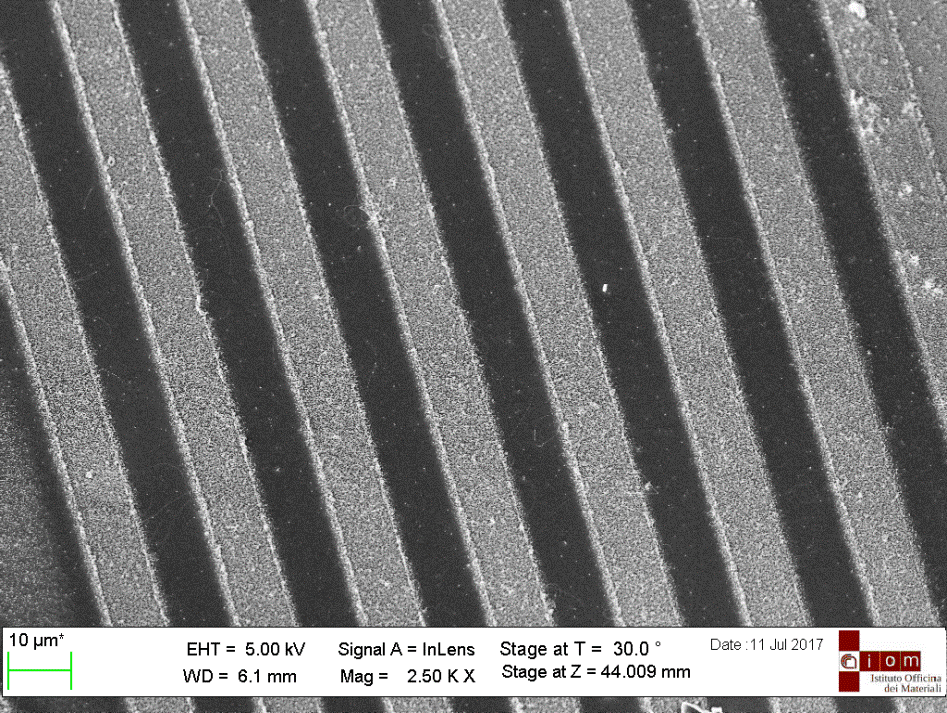 10 µm*
EHT = 5.00 kV
WD = 6.1 mm
Signal A = InLens
Mag = 2.50 K X
Stage at T = 30.0 °
Stage at Z = 44.009 mm
Date :11 Jul 2017
iom
Istituto Officina
dei Materiali